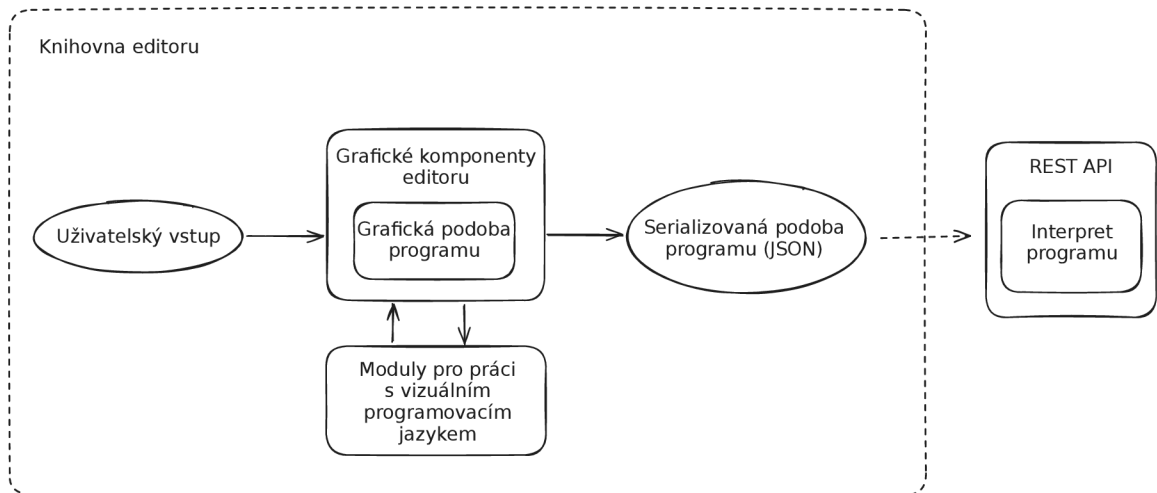 Knihovna editoru
Uživatelský vstup
Grafické komponenty
editoru
Grafická podoba
programu
Moduly pro práci
s vizuálním
programovacím
jazykem
Serializovaná podoba
programu (JSON)
REST API
Interpret
programu